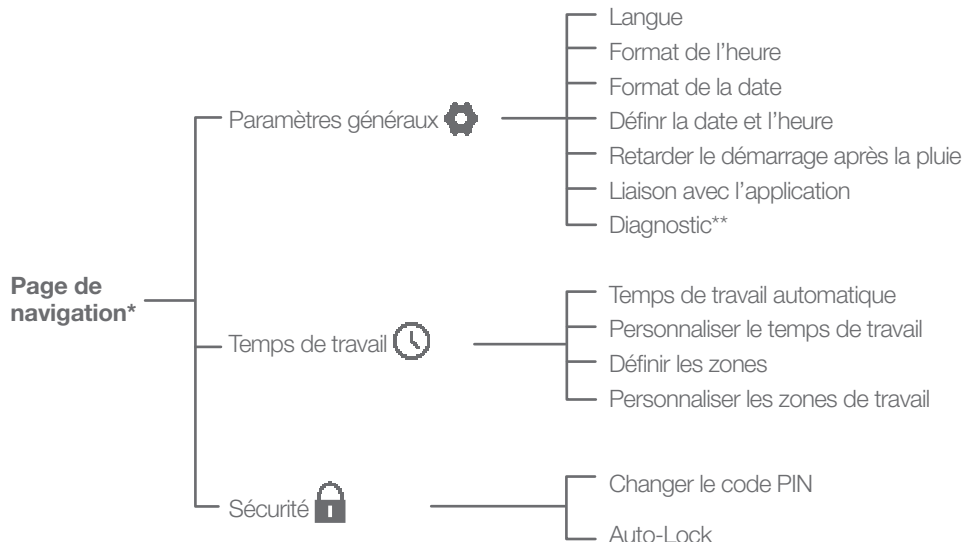 Page de
navigation*
Paramètres généraux
Langue
Format de l'heure
Format de la date
Définr la date et l'heure
Retarder le démarrage après la pluie
Liaison avec l'application
Diagnostic**
Temps de travail
Temps de travail automatique
Personnaliser le temps de travail
Définir les zones
Personnaliser les zones de travail
Sécurité
Changer le code PIN
Auto-Lock